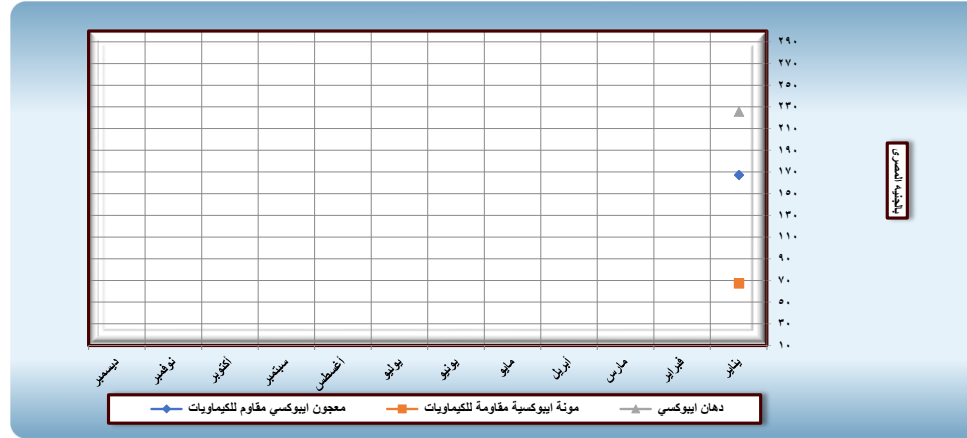 ٢٩٠
٢٧٠
٢٥٠
٢٣٠
٢١٠
١٩٠
١٧٠
١٥٠
١٣٠
١١٠
٩٠
٧٠
٥٠
٣٠
١٠
بالجنيه المصرى
يناير
فبراير
مارس
أبريل
مايو
يونيو
يوليو
أغسطس
سبتمبر
أكتوبر
نوفمبر
ديسمبر
دهان ايبوكسي
مونة ايبوكسية مقاومة للكيماويات
معجون ايبوكسي مقاوم للكيماويات